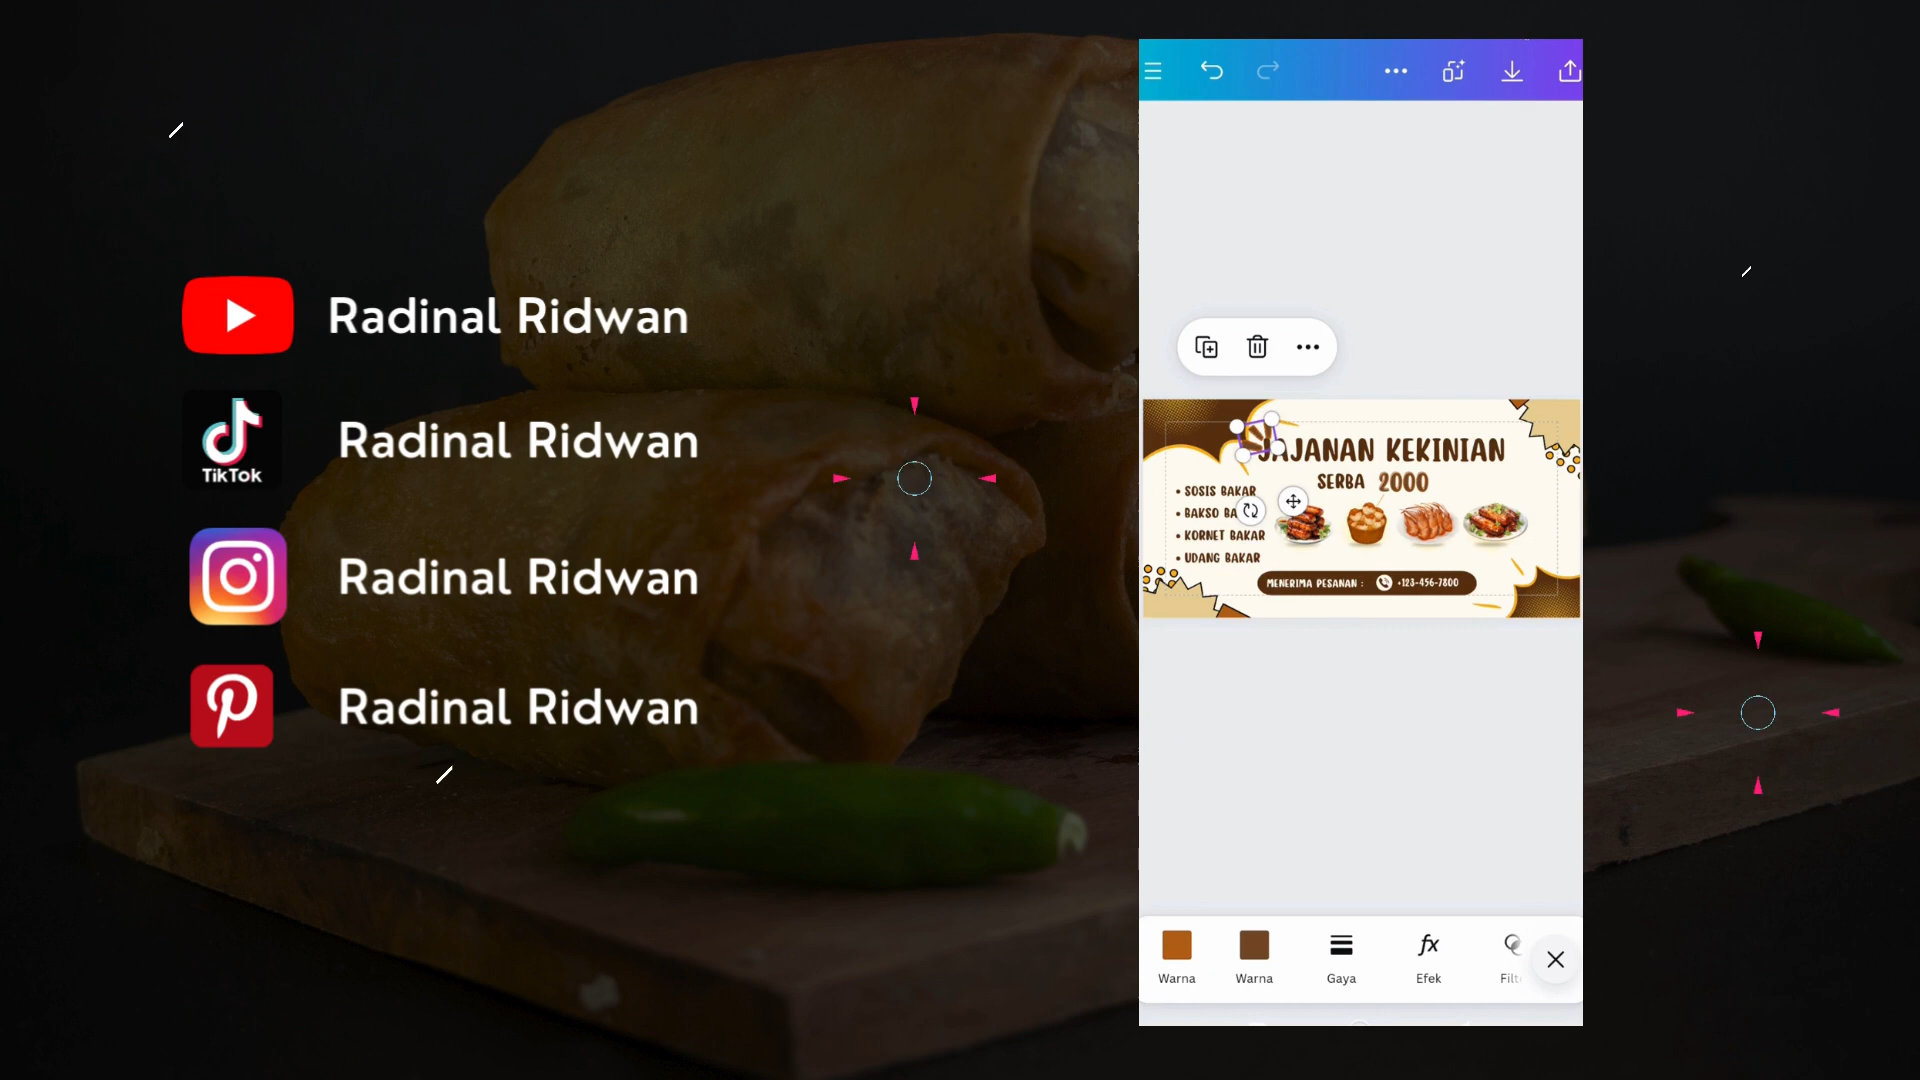 Radinal Ridwan
TikTok
Radinal Ridwan
Radinal Ridwan
Radinal Ridwan
JAJANAN KEKINIAN
SERBA 2000
• SOSIS BAKAR
• BAKSO
• KORNET BAKAR
• UDANG BAKAR
MENERIMA PESANAN : +123-456-7800
Warna
Warna
Gaya
fx
Efek